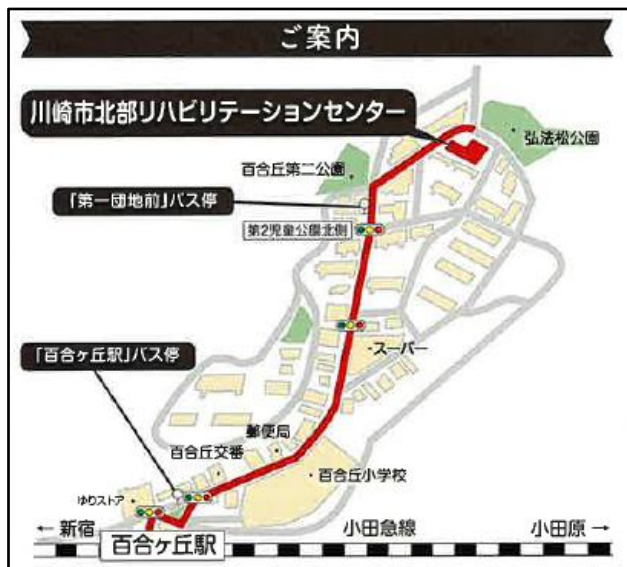 ご案内
川崎市北部リハビリテーションセンター
弘法松公園
百合丘第二公園
「第一団地前」バス停
第2児童公園北側
「百合ヶ丘駅」バス停
スーパー
郵便局
百合丘交番
百合丘小学校
ゆりストア
← 新宿
小田急線
小田原 →
百合ヶ丘駅